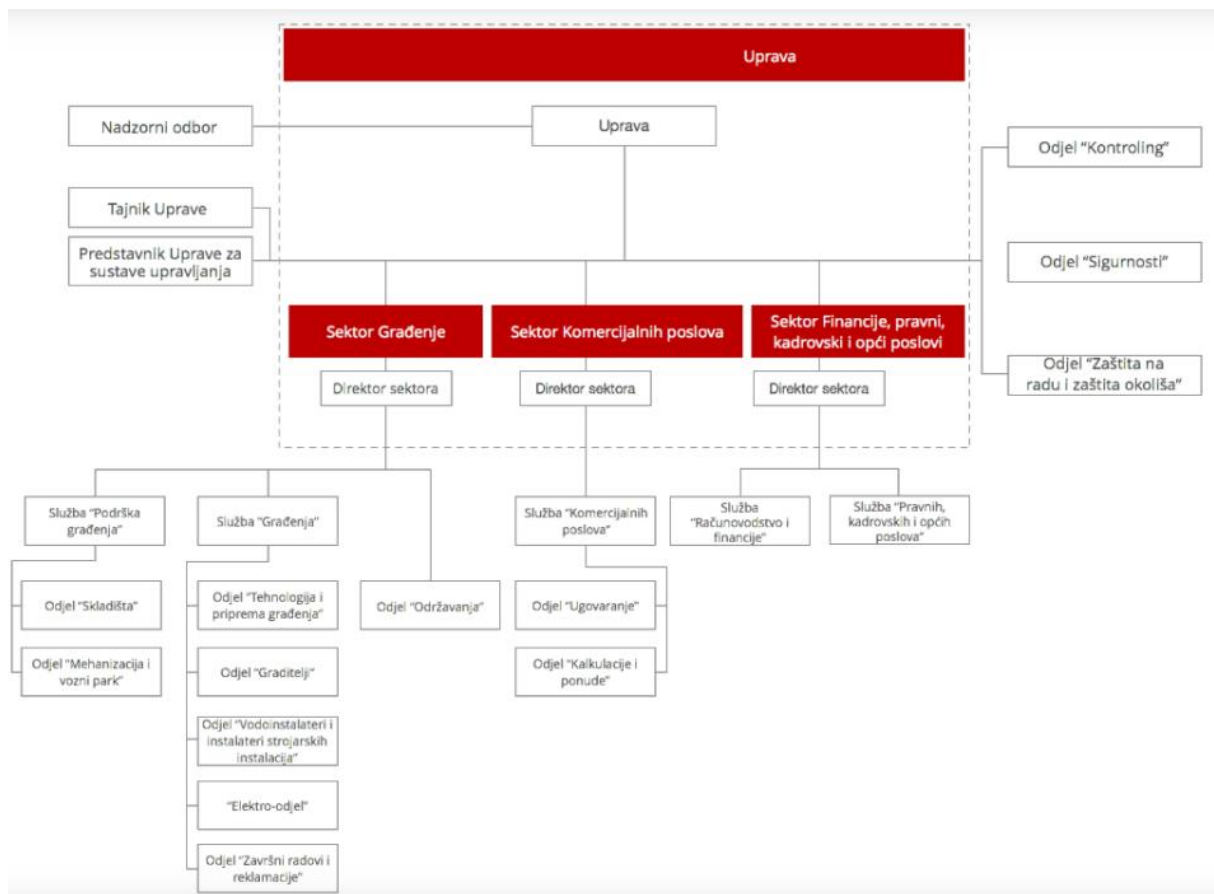 Uprava
Nadzorni odbor
Uprava
Odjel “Kontroling”
Tajnik Uprave
Predstavnik Uprave za
sustave upravljanja
Odjel “Sigurnosti”
Sektor Građenje
Sektor Komercijalnih poslova
Sektor Financije, pravni,
kadrovski i opći poslovi
Odjel “Zaštita na
radu i zaštita okoliša”
Direktor sektora
Direktor sektora
Direktor sektora
Služba “Podrška
građenja”
Služba “Građenja”
Služba “Komercijalnih
poslova”
Služba
“Računovodstvo i
financije”
Služba “Pravnih,
kadrovskih i općih
poslova”
Odjel “Skladišta”
Odjel “Tehnologija i
priprema građenja”
Odjel “Održavanja”
Odjel “Ugovaranje”
Odjel “Mehanizacija i
vozni park”
Odjel “Graditelji”
Odjel “Kalkulacije i
ponude”
Odjel “Vodoinstalateri i
instalateri strojarskih
instalacija”
“Elektro-odjel”
Odjel “Završni radovi i
reklamacije”